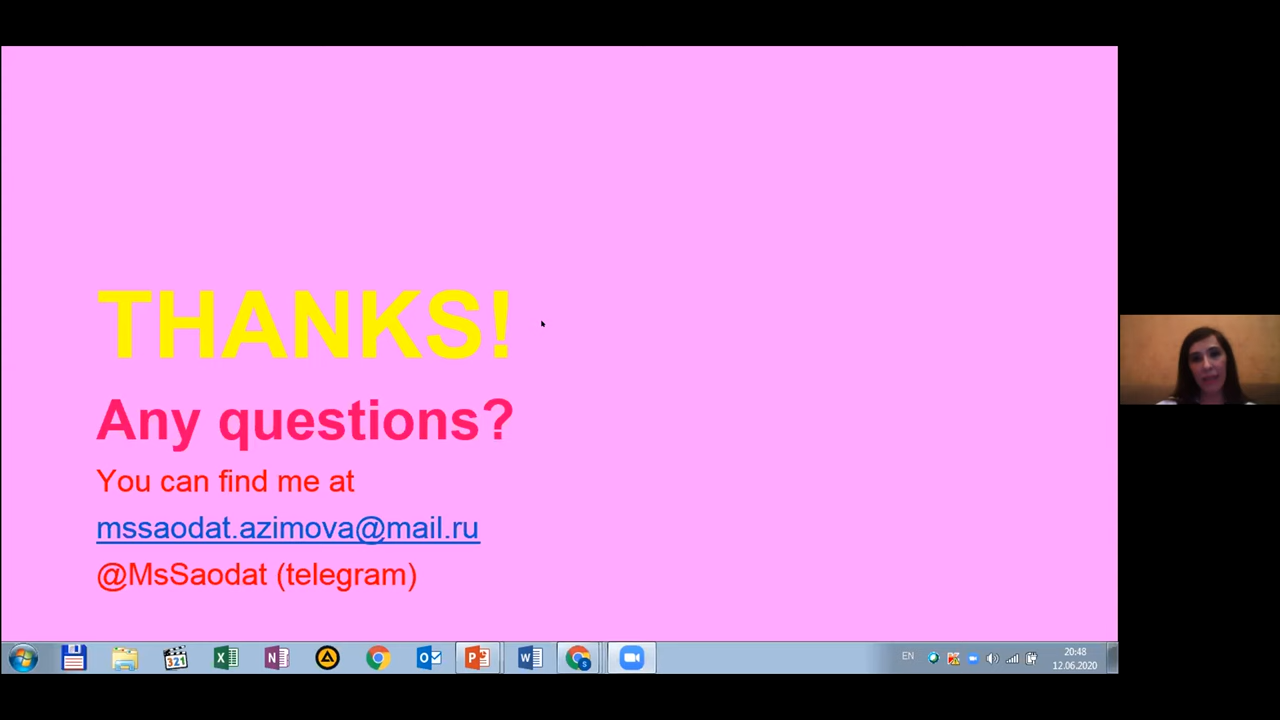 THANKS!
Any questions?
You can find me at
mssaodat.azimova@mail.ru
@MsSaodat (telegram)
321
EN
20:48
12.06.2020